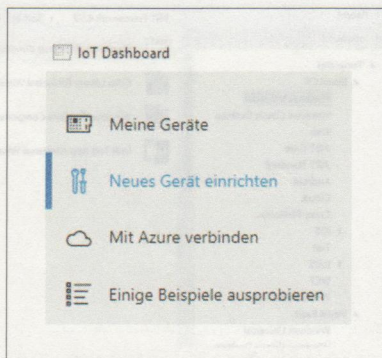 IoT Dashboard
Meine Geräte
Neues Gerät einrichten
Mit Azure verbinden
Einige Beispiele ausprobieren